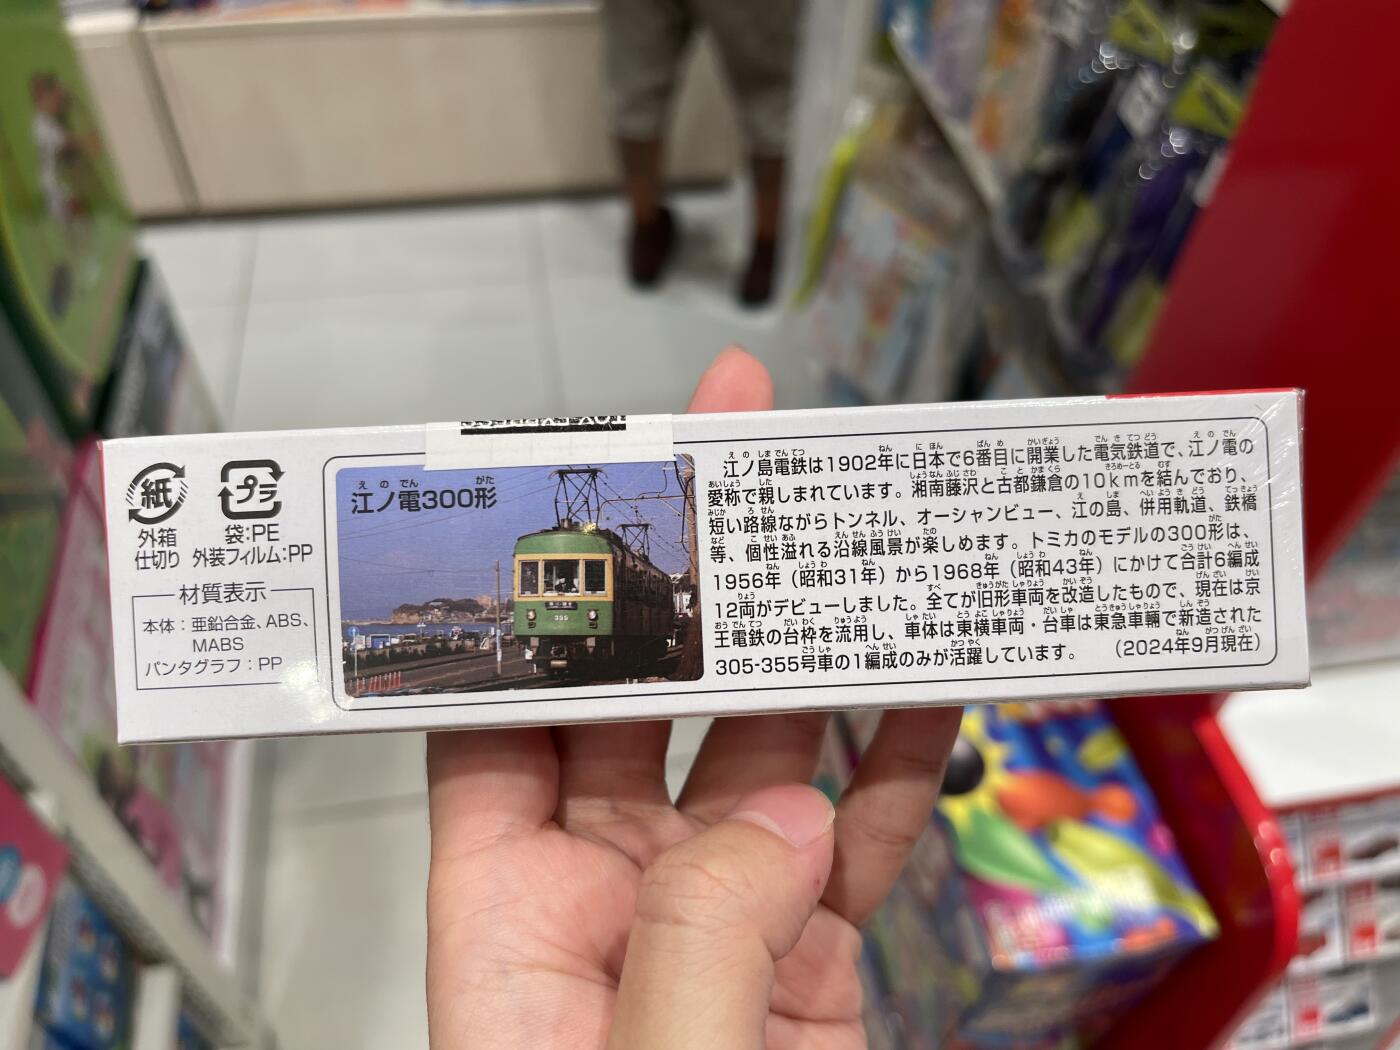 紙
外箱
仕切り
プラ
袋:PE
外装フィルム:PP
材質表示
本体:亜鉛合金、ABS、
MABS
パンタグラフ:PP
江ノ電300形
355
江ノ島電鉄は1902年に日本で6番目に開業した電気鉄道で、江ノ電の
愛称で親しまれています。湘南藤沢と古都鎌倉の10kmを結んでおり、
短い路線ながらトンネル、オーシャンビュー、江の島、併用軌道、鉄橋
等、個性溢れる沿線風景が楽しめます。トミカのモデルの300形は、
1956年(昭和31年)から1968年(昭和43年)にかけて合計6編成
12両がデビューしました。全てが旧形車両を改造したもので、現在は京
王電鉄の台枠を流用し、車体は東横車両・台車は東急車輛で新造された
305-355号車の1編成のみが活躍しています。 (2024年9月現在)